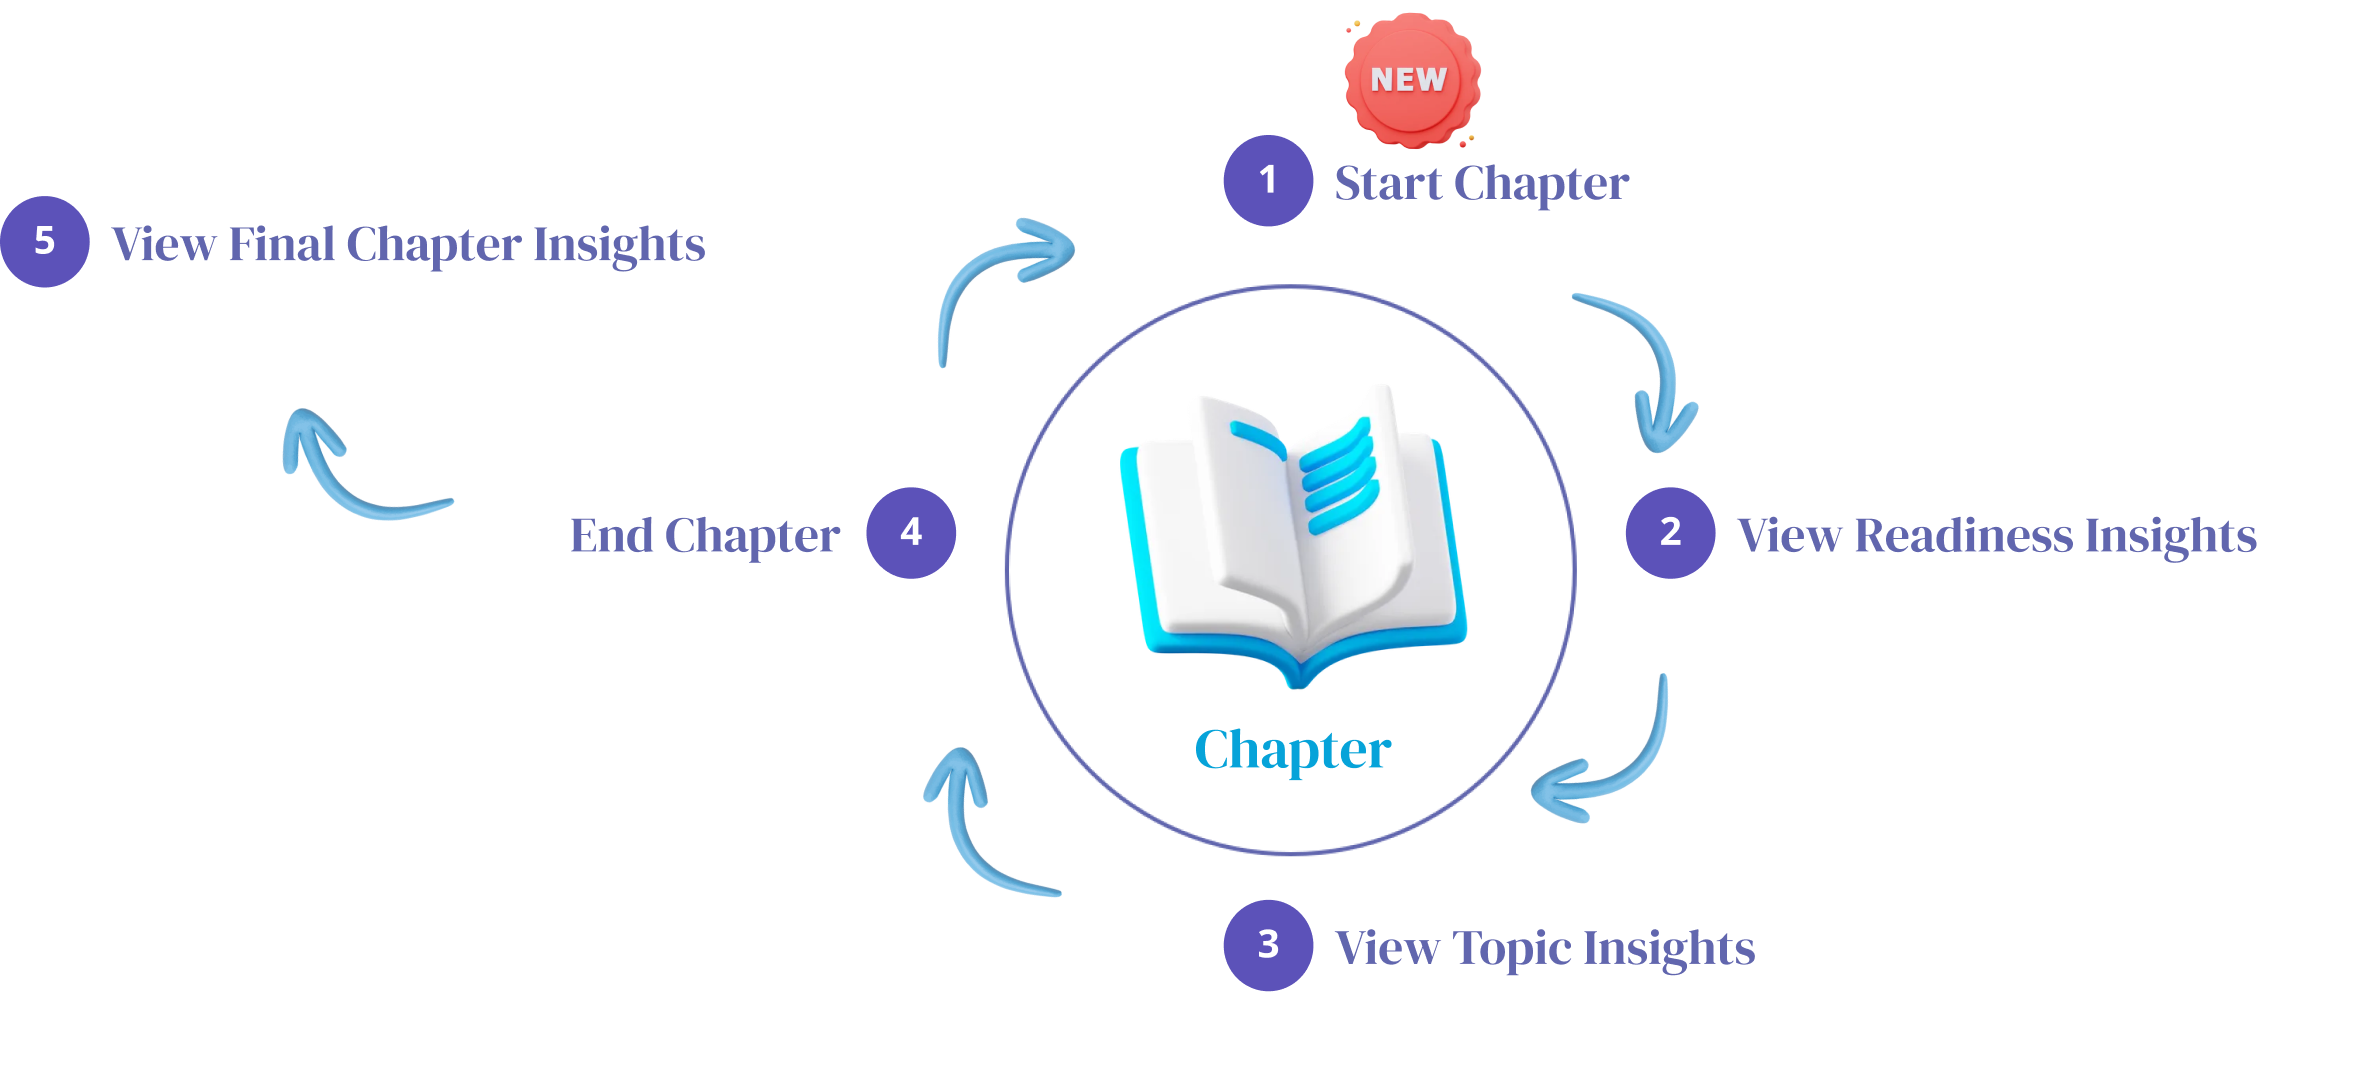 NEW
1 Start Chapter
5 View Final Chapter Insights
End Chapter 4
2 View Readiness Insights
Chapter
3 View Topic Insights